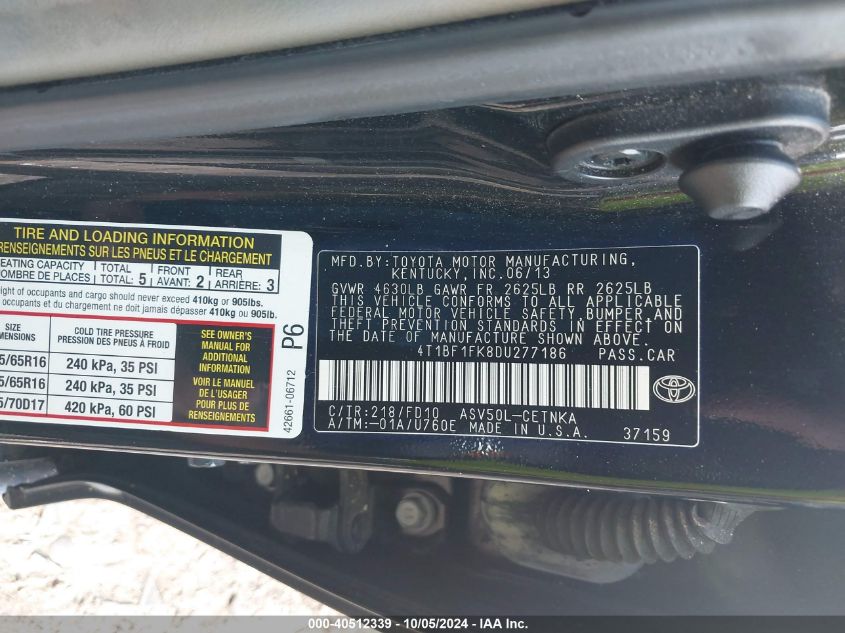 TIRE AND LOADING INFORMATION
RENSEIGNEMENTS SUR LES PNEUS ET LE CHARGEMENT
SEATING CAPACITY TOTAL FRONT REAR
NOMBRE DE PLACES TOTAL: 5 AVANT: 2 ARRIÈRE: 3
of occupants and cargo should never exceed 410kg or 905lbs.
occupants et du chargement ne doit jamais dépasser 410kg ou 905lb.
SIZE COLD TIRE PRESSURE
PRESSION DES PNEUS À FROID
5/65R16 240 kPa, 35 PSI
5/65R16 240 kPa, 35 PSI
5/70D17 420 kPa, 60 PSI
SEE OWNER'S
MANUAL FOR
ADDITIONAL
INFORMATION
VOIR LE MANUEL
DE L'USAGER
POUR PLUS DE
RENSEIGNEMENTS
P6
42661-06712
MFD.BY:TOYOTA MOTOR MANUFACTURING,
KENTUCKY,INC.06/13
GVWR 4630LB GAWR FR 2625LB RR 2625LB
THIS VEHICLE CONFORMS TO ALL APPLICABLE
FEDERAL MOTOR VEHICLE SAFETY,BUMPER,AND
THEFT PREVENTION STANDARDS IN EFFECT ON
THE DATE OF MANUFACTURE SHOWN ABOVE.
4T1BF1FK8DU277186 PASS.CAR
C/TR:218/FD10 ASV50L-CETNKA
A/TM:-01A/U760E MADE IN U.S.A. 37159
000-40512339 - 10/05/2024 - IAA Inc.